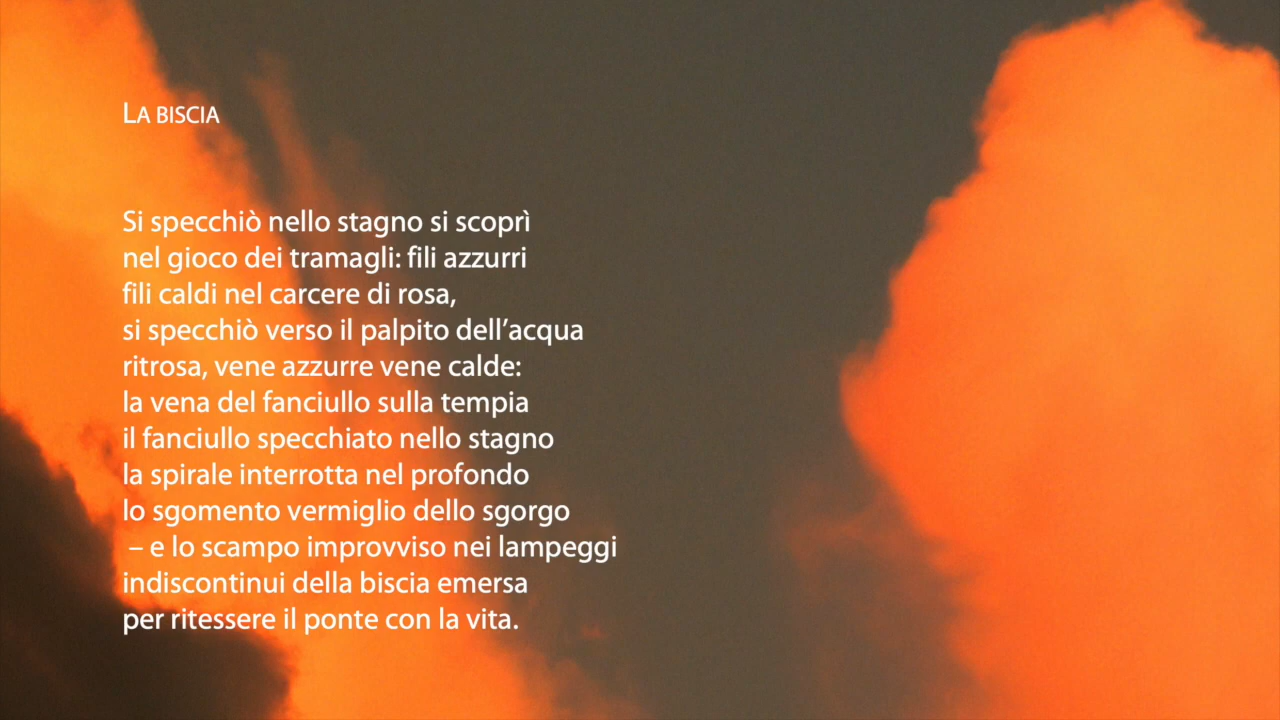 La biscia
Si specchiò nello stagno si scoprì
nel gioco dei tramagli: fili azzurri
fili caldi nel carcere di rosa,
si specchiò verso il palpito dell’acqua
ritrosa, vene azzurre vene calde:
la vena del fanciullo sulla tempia
il fanciullo specchiato nello stagno
la spirale interrotta nel profondo
lo sgomento vermiglio dello sgorgo
– e lo scampo improvviso nei lampeggi
indiscontinui della biscia emersa
per ritessere il ponte con la vita.